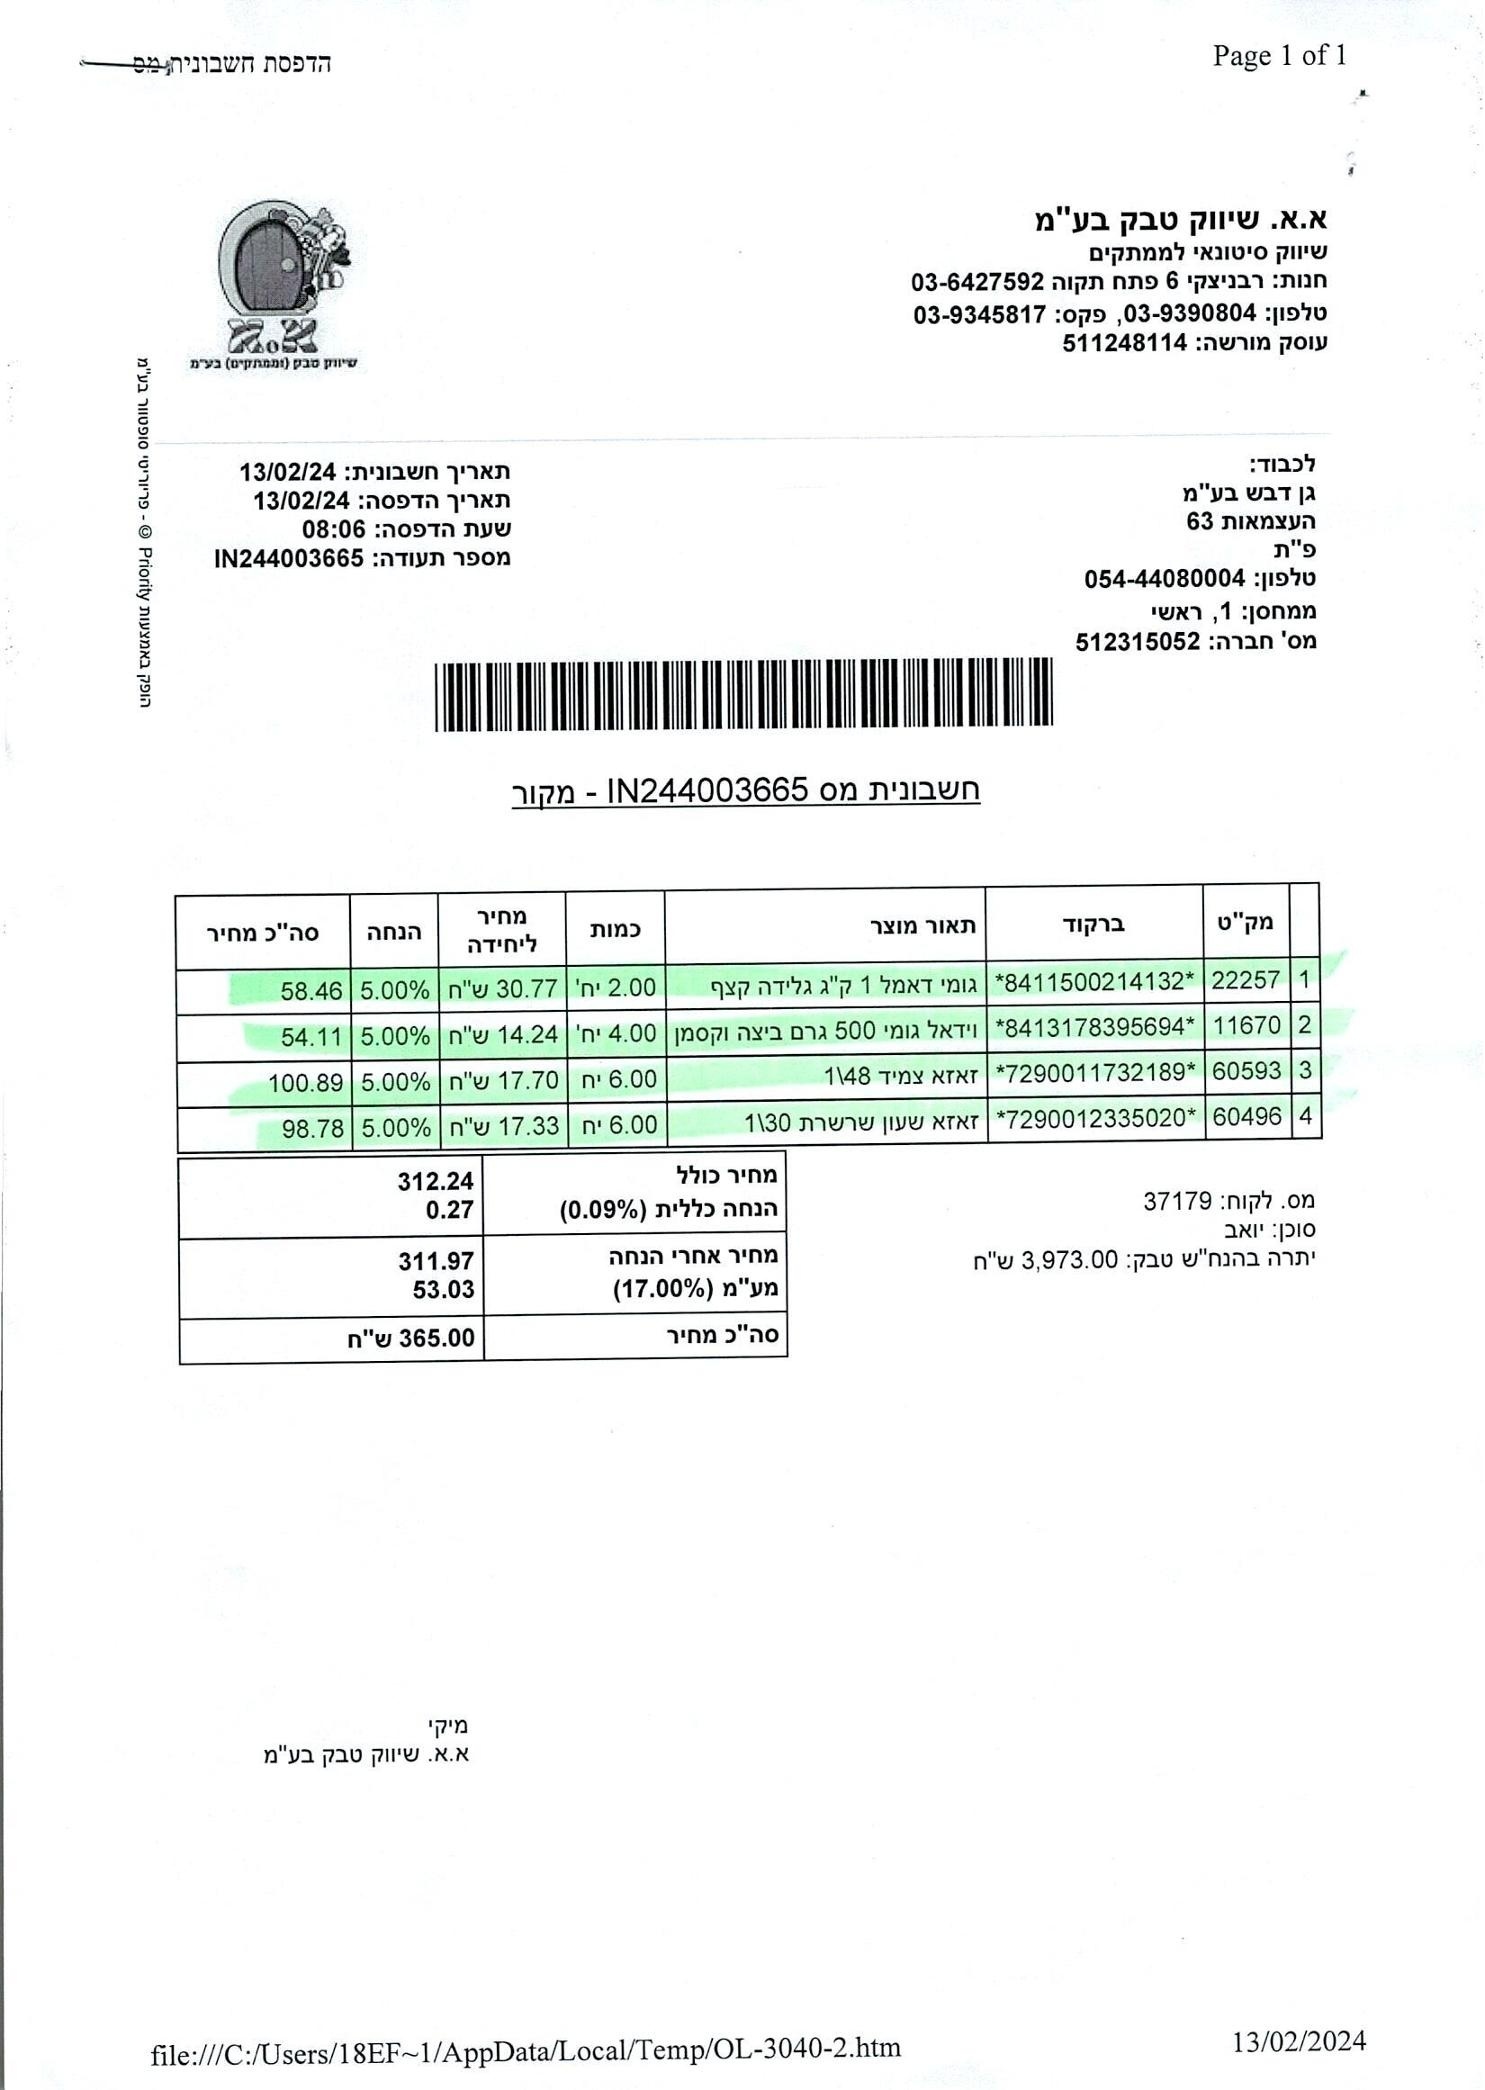 הדפסת חשבונית מס
Page 1 of 1
א.א. שיווק טבק בע"מ
שיווק סיטונאי לממתקים
חנות: רבניצקי 6 פתח תקוה 03-6427592
טלפון: 03-9390804, פקס: 03-9345817
עוסק מורשה: 511248114
א.א
שיווק טבק (וממתקים) בע"מ
הופק באמצעות Priority © - פריוריטי סופטוור בע"מ
לכבוד:
גן דבש בע"מ
העצמאות 63
פ"ת
טלפון: 054-44080004
ממחסן: 1, ראשי
מס' חברה: 512315052
תאריך חשבונית: 13/02/24
תאריך הדפסה: 13/02/24
שעת הדפסה: 08:06
מספר תעודה: IN244003665
חשבונית מס IN244003665 - מקור
מק"ט ברקוד תאור מוצר כמות מחיר ליחידה הנחה סה"כ מחיר
1 22257 *8411500214132* גומי דאמל 1 ק"ג גלידה קצף 2.00 יח' 30.77 ש"ח 5.00% 58.46
2 11670 *8413178395694* וידאל גומי 500 גרם ביצה וקסמן 4.00 יח' 14.24 ש"ח 5.00% 54.11
3 60593 *7290011732189* זאזא צמיד 48\1 6.00 יח 17.70 ש"ח 5.00% 100.89
4 60496 *7290012335020* זאזא שעון שרשרת 30\1 6.00 יח 17.33 ש"ח 5.00% 98.78
מחיר כולל 312.24
הנחה כללית (0.09%) 0.27
מחיר אחרי הנחה 311.97
מע"מ (17.00%) 53.03
סה"כ מחיר 365.00 ש"ח
מס. לקוח: 37179
סוכן: יואב
יתרה בהנח"ש טבק: 3,973.00 ש"ח
מיקי
א.א. שיווק טבק בע"מ
file:///C:/Users/18EF~1/AppData/Local/Temp/OL-3040-2.htm
13/02/2024